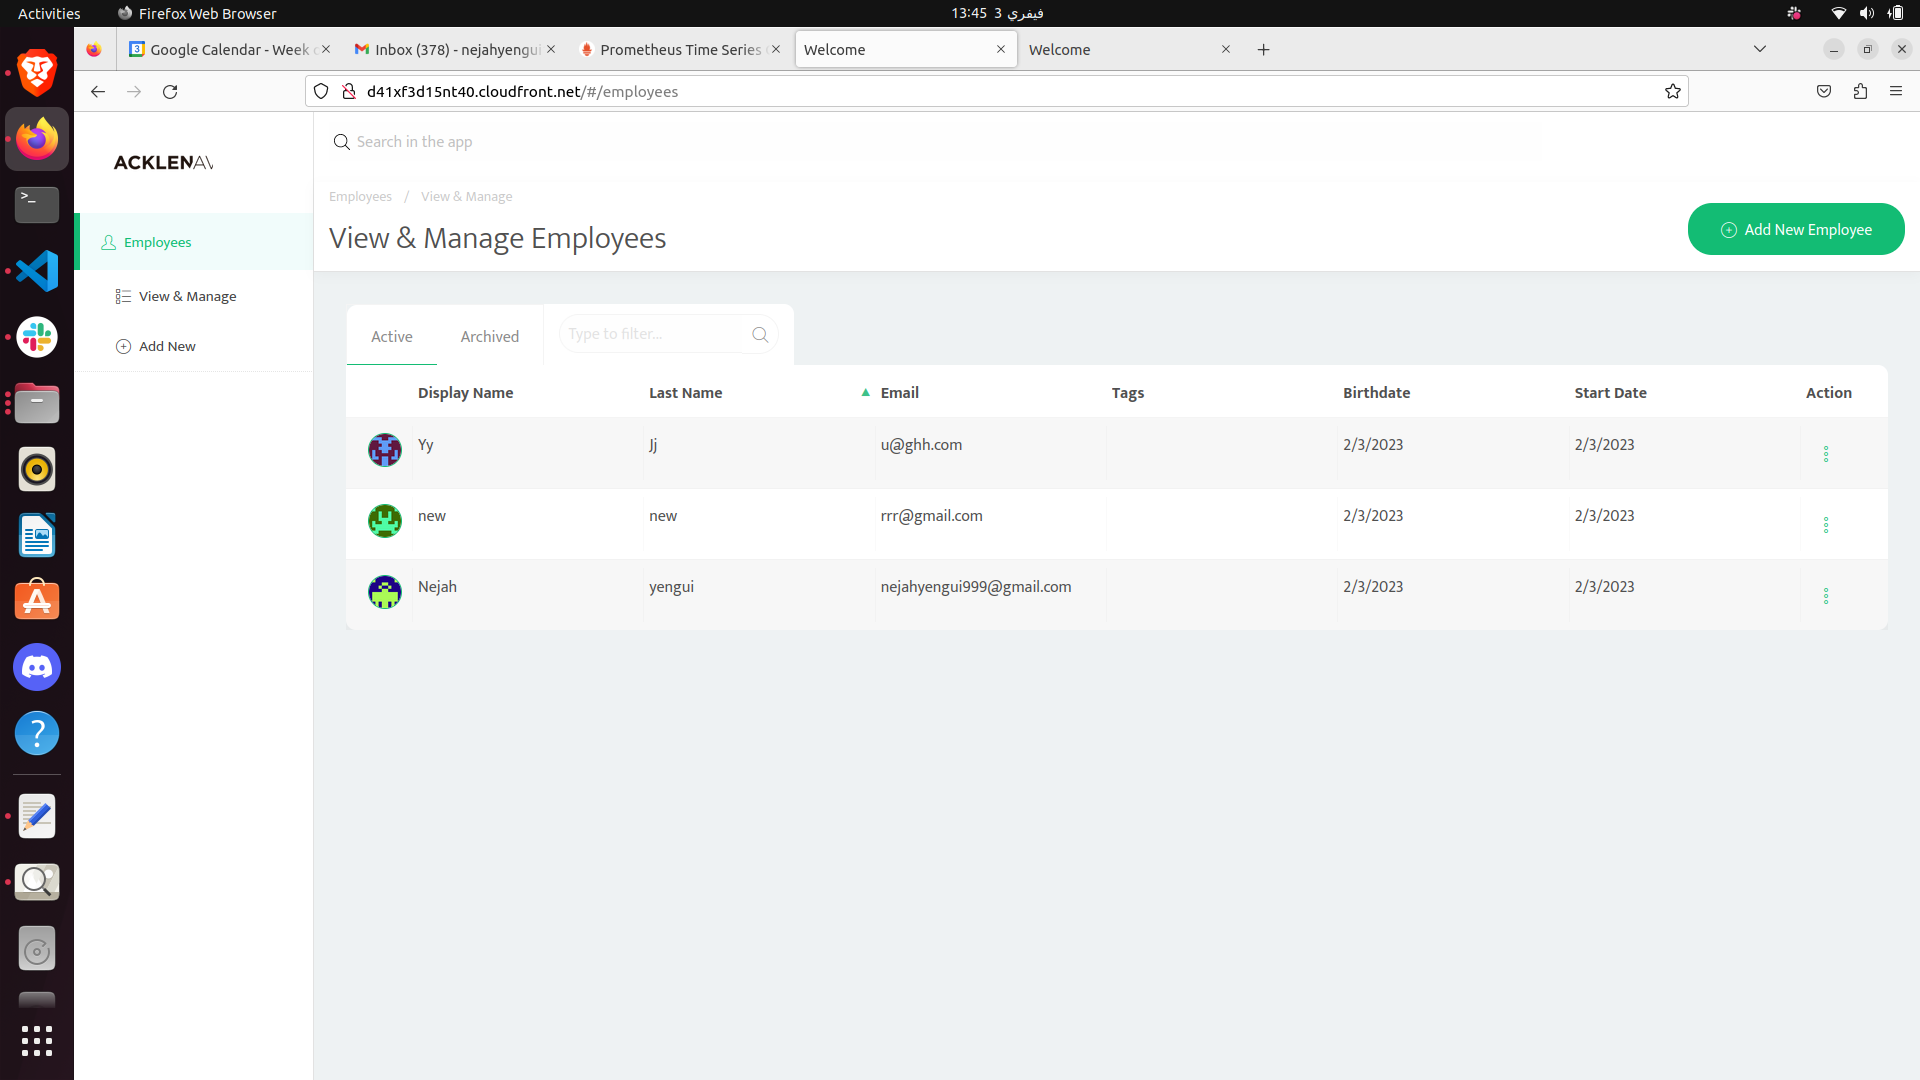 Activities
Firefox Web Browser
13:45 3 فيفري
Google Calendar - Week
Inbox (378) - nejahyengui
Prometheus Time Series
Welcome
Welcome
d41xf3d15nt40.cloudfront.net/#/employees
ACKLENAV
Search in the app
Employees / View & Manage
View & Manage Employees
Add New Employee
Employees
View & Manage
Add New
Active
Archived
Type to filter...
Display Name Last Name Email Tags Birthdate Start Date Action
Yy Jj u@ghh.com 2/3/2023 2/3/2023
new new rrr@gmail.com 2/3/2023 2/3/2023
Nejah yengui nejahyengui999@gmail.com 2/3/2023 2/3/2023